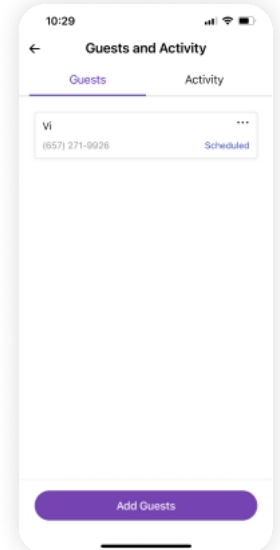 10:29
Guests and Activity
Guests Activity
Vi
(657) 271-9926 Scheduled
Add Guests